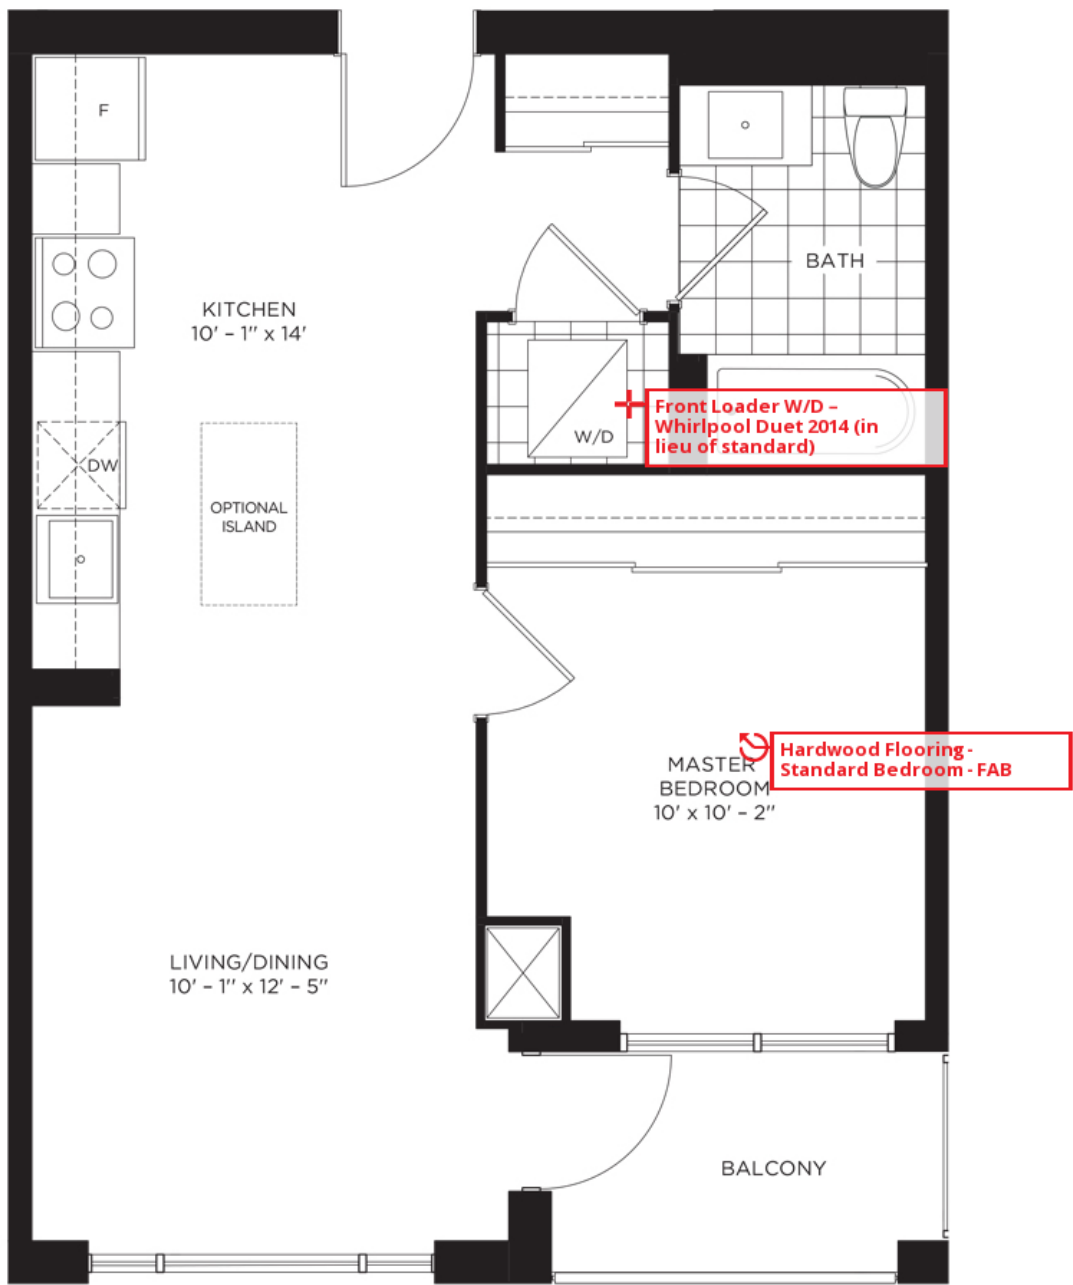 F
BATH
KITCHEN
10' – 1" x 14'
Front Loader W/D –
Whirlpool Duet 2014 (in
lieu of standard)
W/D
DW
OPTIONAL
ISLAND
Hardwood Flooring -
Standard Bedroom - FAB
MASTER
BEDROOM
10' x 10' – 2"
LIVING/DINING
10' – 1" x 12' – 5"
BALCONY